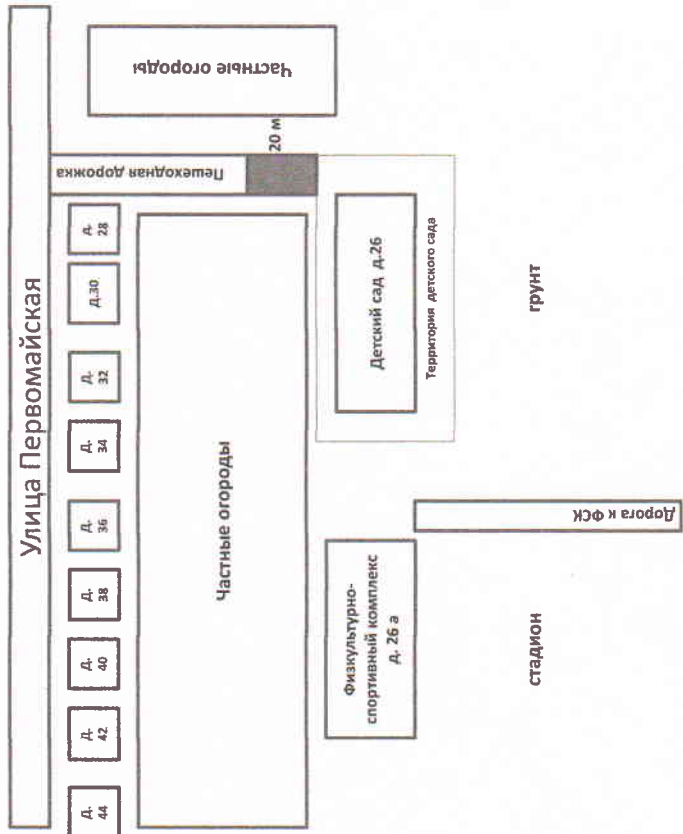 Улица Первомайская
д.
44
д.
42
д.
40
д.
38
д.
36
д.
34
д.
32
д.30
д.
28
Пешеходная дорожка
Частные огороды
20 м
Частные огороды
Физкультурно-
спортивный комплекс
д. 26 а
Детский сад д.26
Территория детского сада
Дорога к ФСК
стадион
грунт